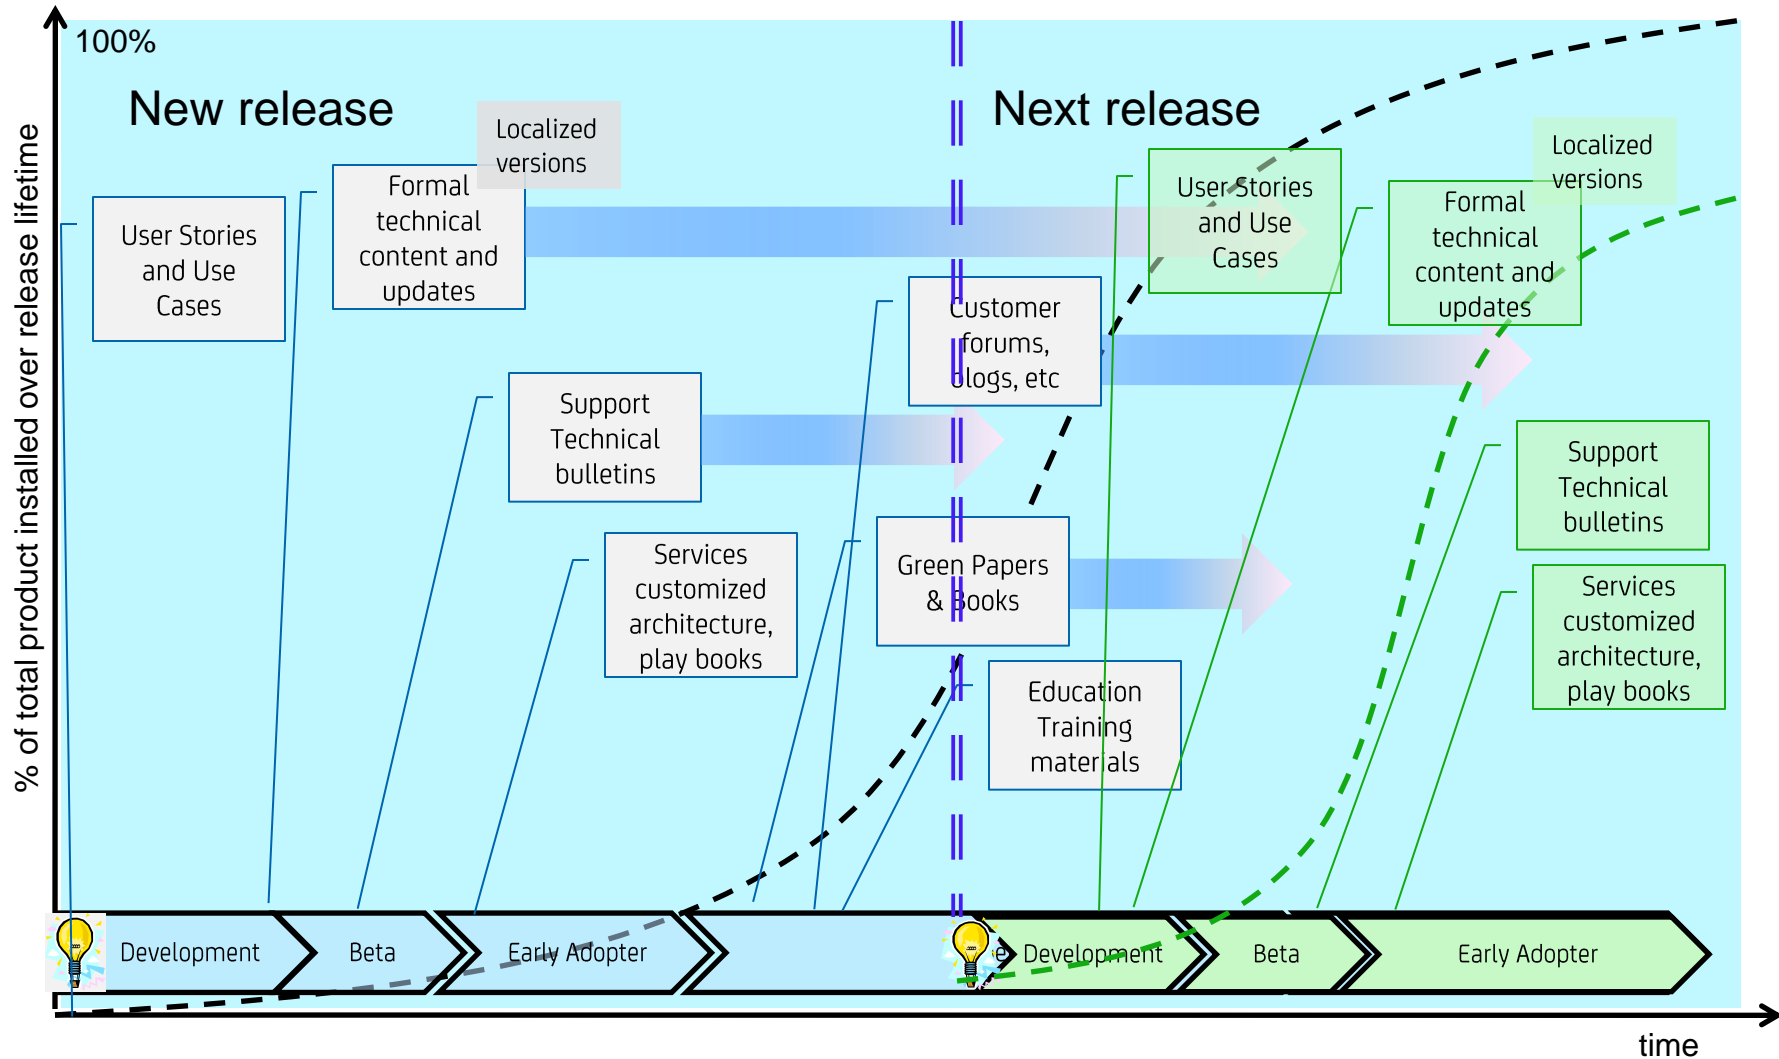 100%
New release
Next release
% of total product installed over release lifetime
Localized
versions
User Stories
and Use
Cases
Formal
technical
content and
updates
Support
Technical
bulletins
Services
customized
architecture,
play books
Customer
forums,
blogs, etc
Green Papers
& Books
Education
Training
materials
User Stories
and Use
Cases
Localized
versions
Formal
technical
content and
updates
Support
Technical
bulletins
Services
customized
architecture,
play books
Development
Beta
Early Adopter
Development
Beta
Early Adopter
time